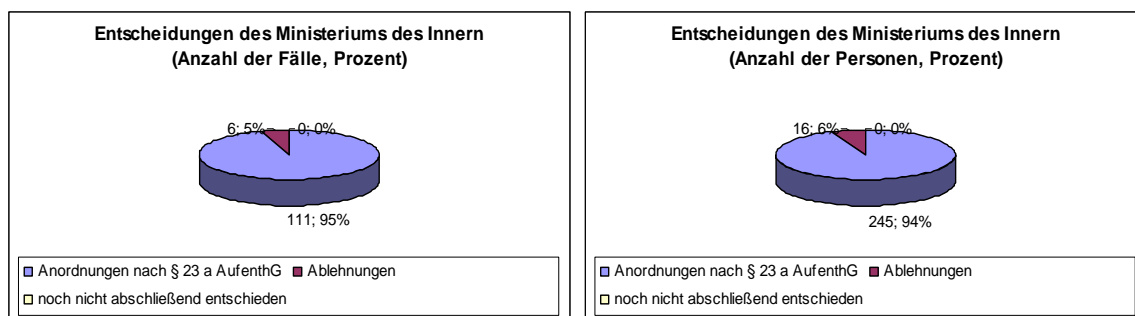 Entscheidungen des Ministeriums des Innern
(Anzahl der Fälle, Prozent)
6; 5%
0; 0%
111; 95%
Anordnungen nach § 23 a AufenthG
Ablehnungen
noch nicht abschließend entschieden
Entscheidungen des Ministeriums des Innern
(Anzahl der Personen, Prozent)
16; 6%
0; 0%
245; 94%
Anordnungen nach § 23 a AufenthG
Ablehnungen
noch nicht abschließend entschieden